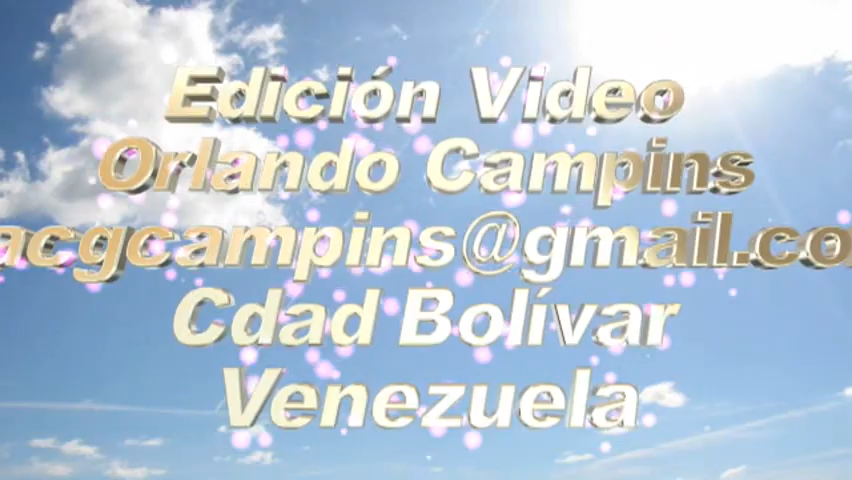 Edición Video
Orlando Campins
acgcampins@gmail.co
Cdad Bolívar
Venezuela